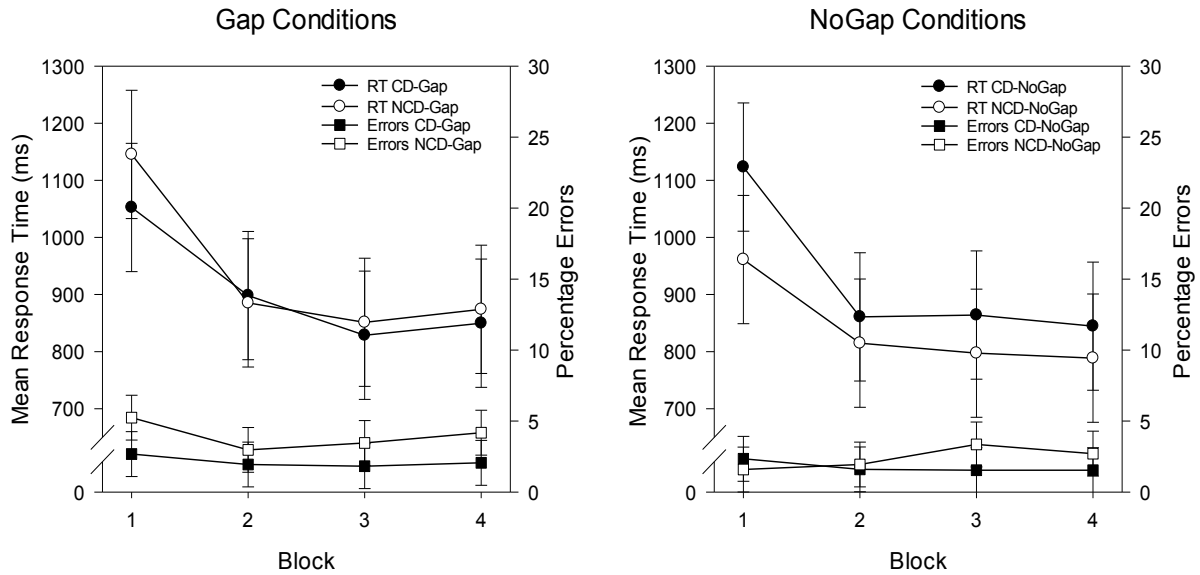 Gap Conditions
Mean Response Time (ms)
1300
1200
1100
1000
900
800
700
0
RT CD-Gap
RT NCD-Gap
Errors CD-Gap
Errors NCD-Gap
30
25
20
15
10
5
0
Percentage Errors
1 2 3 4
Block
NoGap Conditions
Mean Response Time (ms)
1300
1200
1100
1000
900
800
700
0
RT CD-NoGap
RT NCD-NoGap
Errors CD-NoGap
Errors NCD-NoGap
30
25
20
15
10
5
0
Percentage Errors
1 2 3 4
Block